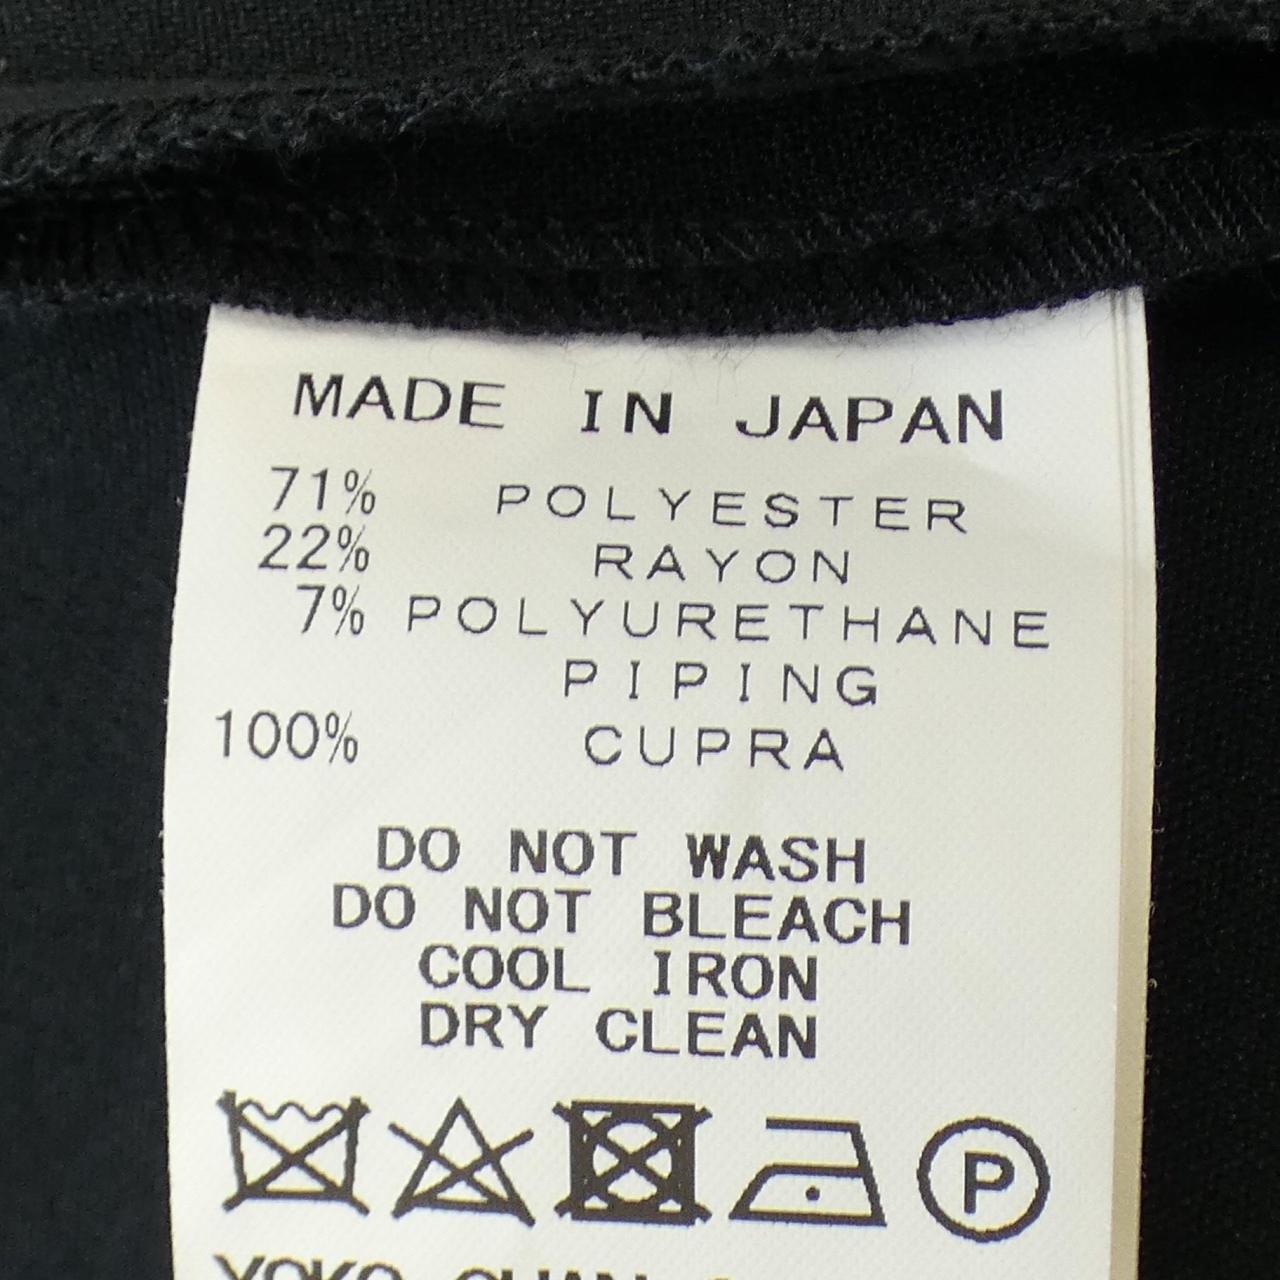 MADE IN JAPAN
71% POLYESTER
22% RAYON
7% POLYURETHANE
PIPING
100% CUPRA
DO NOT WASH
DO NOT BLEACH
COOL IRON
DRY CLEAN
P